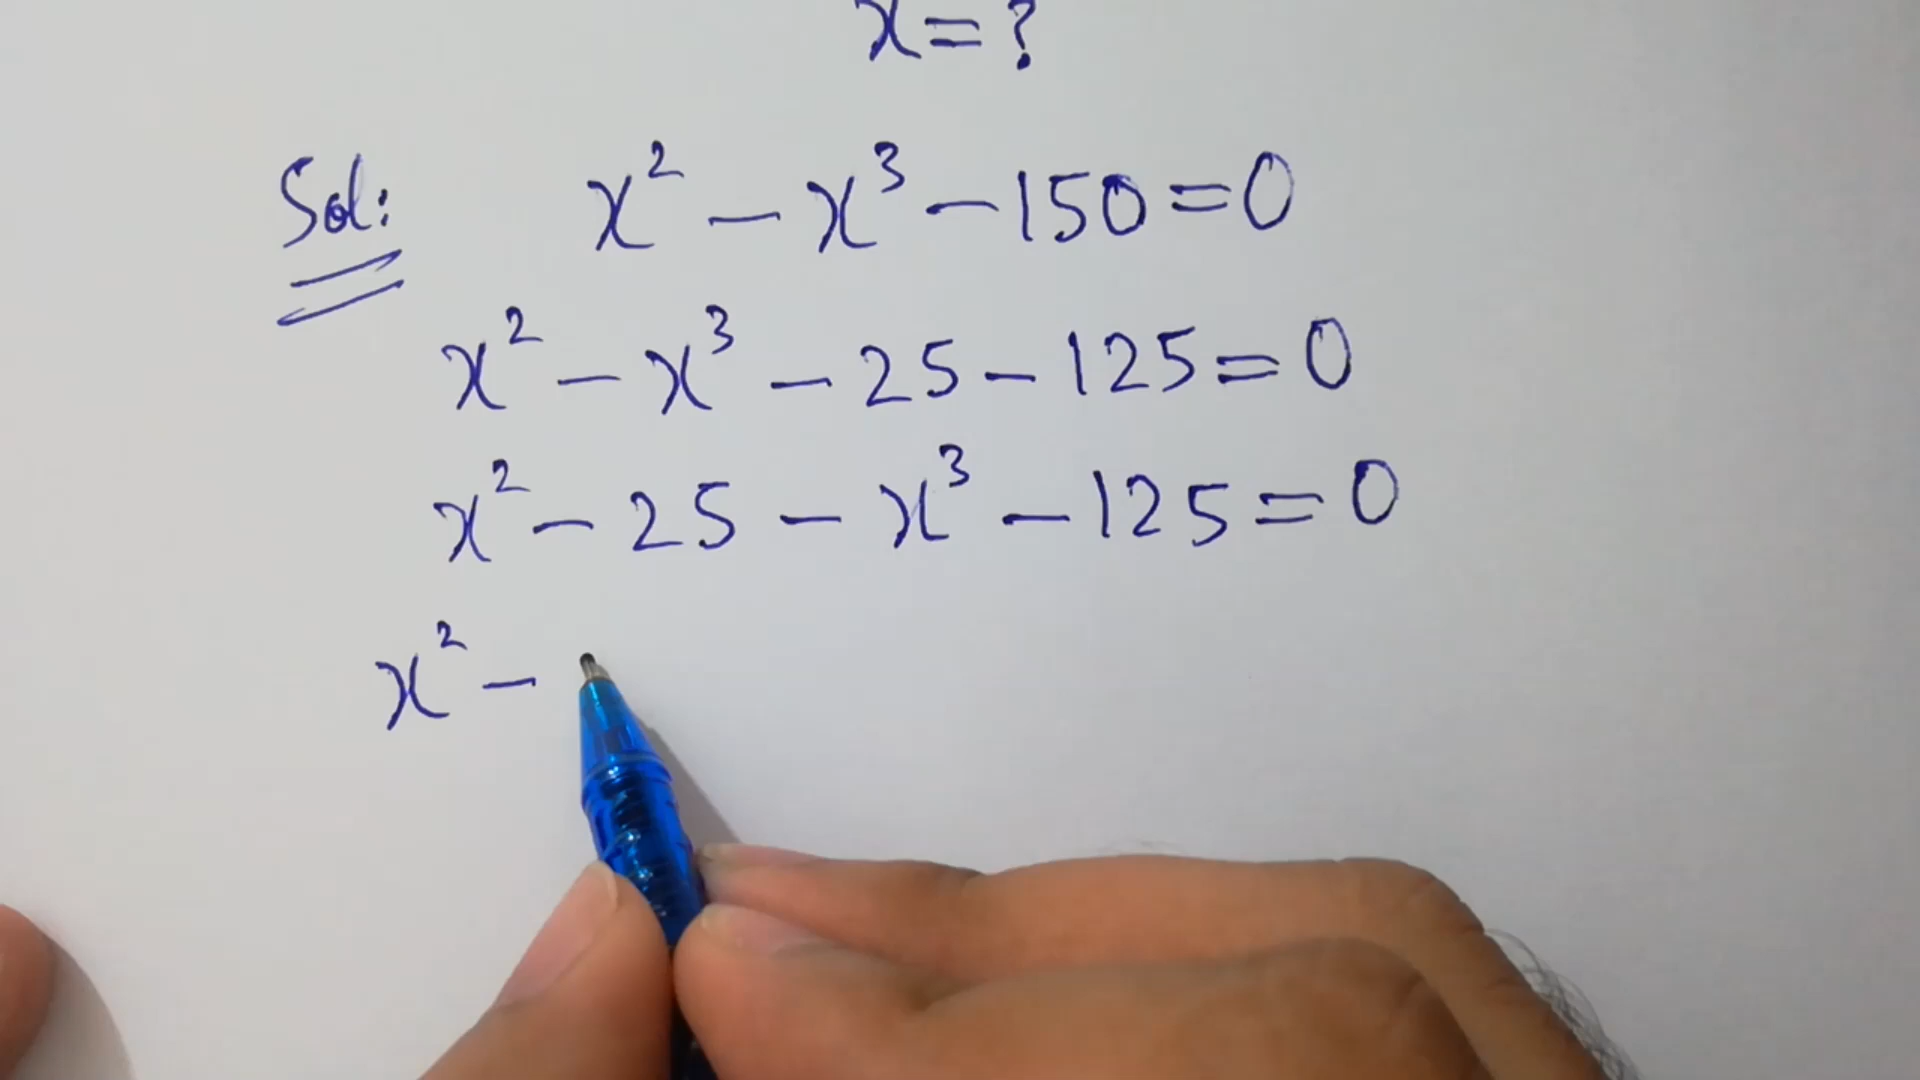 x=?
Sol: x² - x³ - 150 = 0
x² - x³ - 25 - 125 = 0
x² - 25 - x³ - 125 = 0
x² -